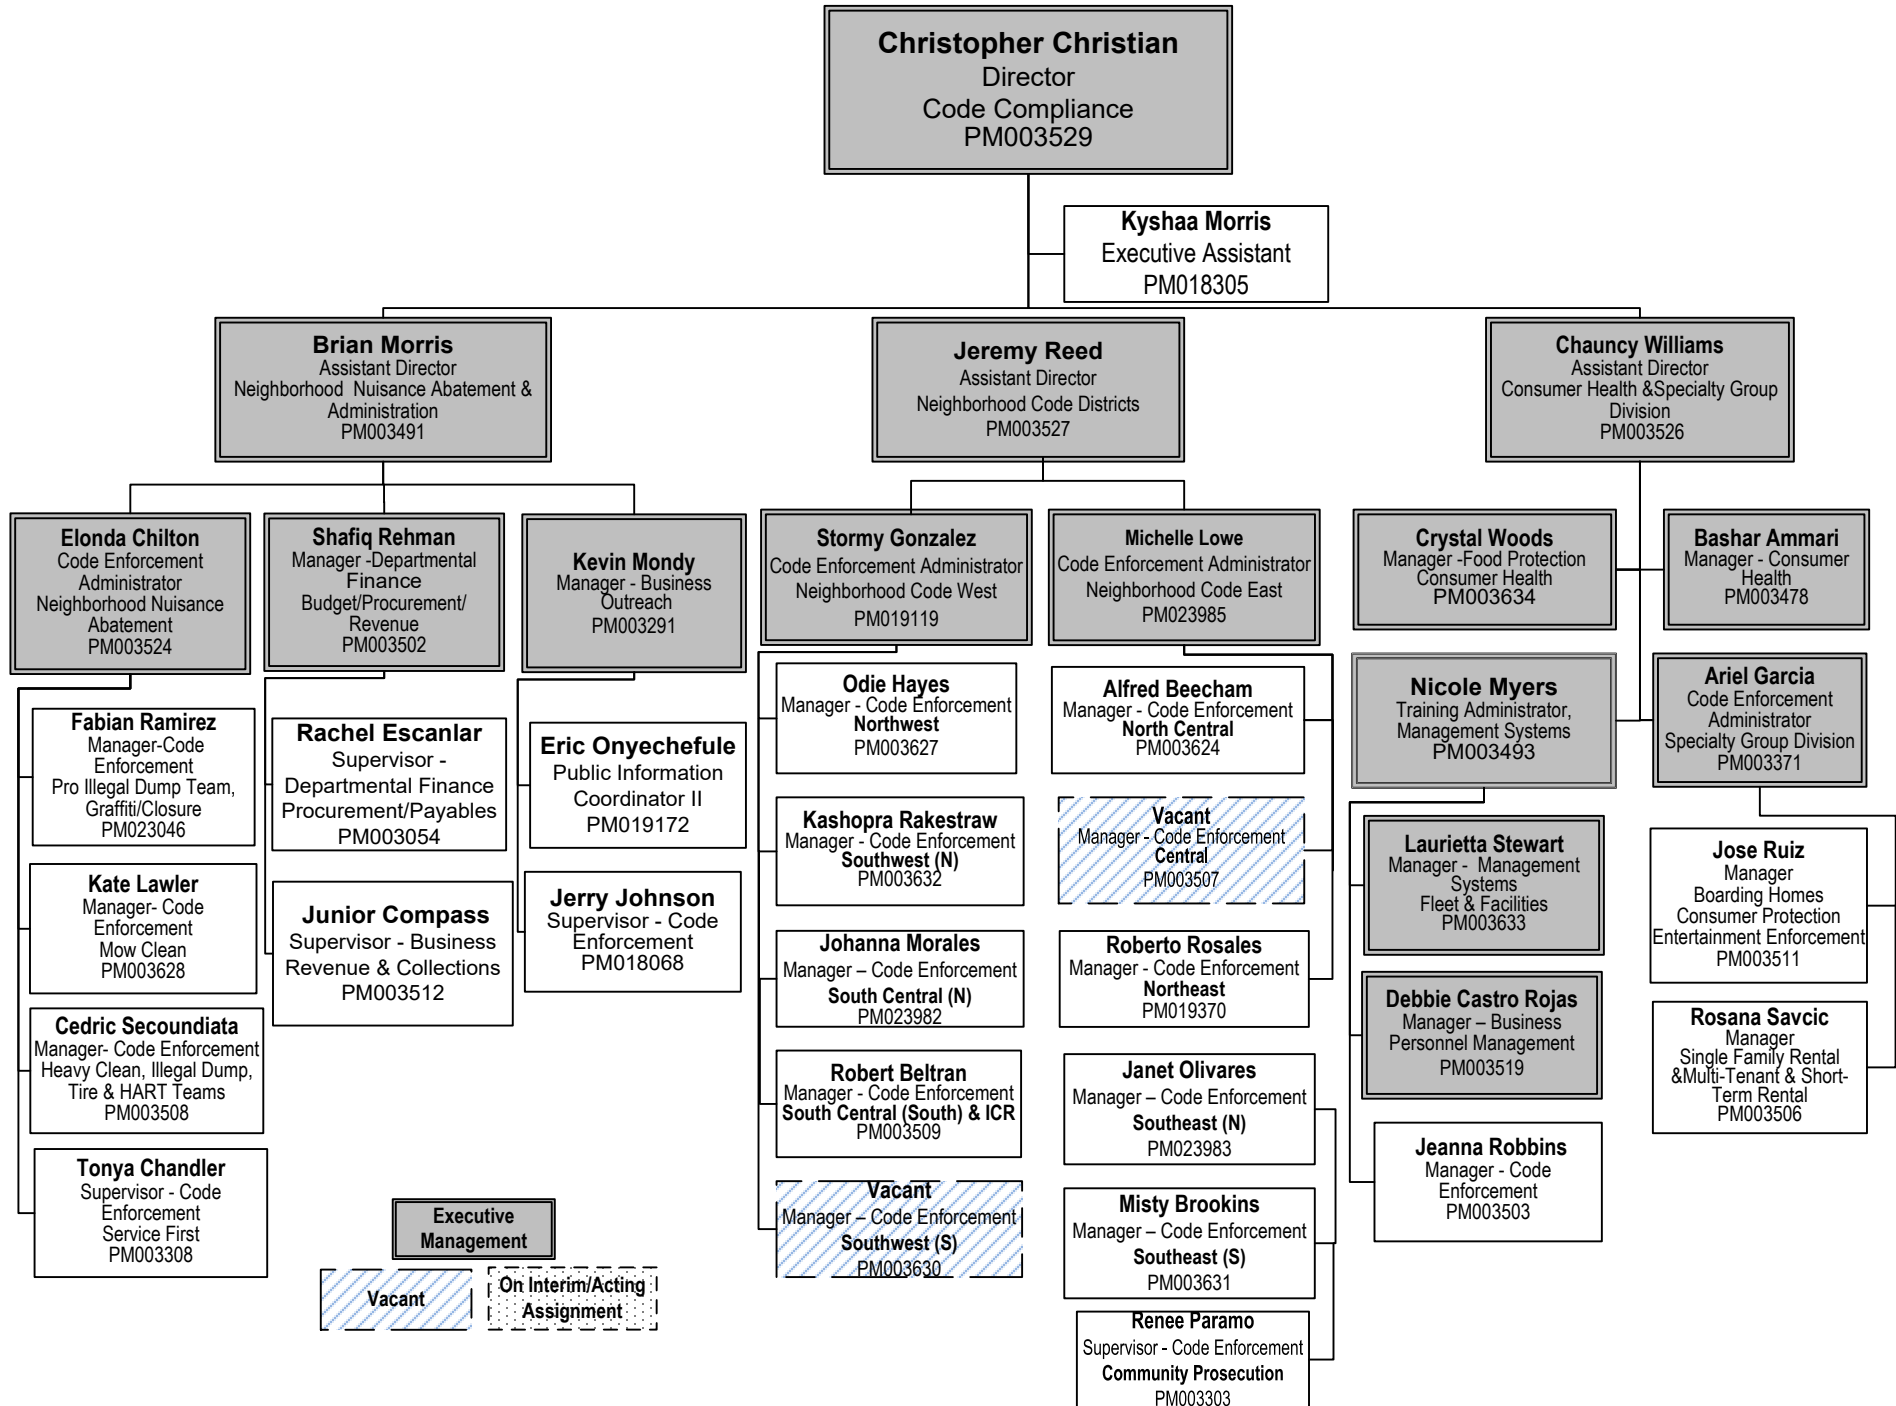 Christopher Christian
Director
Code Compliance
PM003529
Kyshaa Morris
Executive Assistant
PM018305
Brian Morris
Assistant Director
Neighborhood Nuisance Abatement &
Administration
PM003491
Jeremy Reed
Assistant Director
Neighborhood Code Districts
PM003527
Chauncy Williams
Assistant Director
Consumer Health &Specialty Group
Division
PM003526
Elonda Chilton
Code Enforcement
Administrator
Neighborhood Nuisance
Abatement
PM003524
Shafiq Rehman
Manager -Departmental
Finance
Budget/Procurement/
Revenue
PM003502
Kevin Mondy
Manager - Business
Outreach
PM003291
Stormy Gonzalez
Code Enforcement Administrator
Neighborhood Code West
PM019119
Michelle Lowe
Code Enforcement Administrator
Neighborhood Code East
PM023985
Crystal Woods
Manager -Food Protection
Consumer Health
PM003634
Bashar Ammari
Manager - Consumer
Health
PM003478
Nicole Myers
Training Administrator,
Management Systems
PM003493
Ariel Garcia
Code Enforcement
Administrator
Specialty Group Division
PM003371
Fabian Ramirez
Manager-Code
Enforcement
Pro Illegal Dump Team,
Graffiti/Closure
PM023046
Kate Lawler
Manager- Code
Enforcement
Mow Clean
PM003628
Cedric Secoundiata
Manager- Code Enforcement
Heavy Clean, Illegal Dump,
Tire & HART Teams
PM003508
Tonya Chandler
Supervisor - Code
Enforcement
Service First
PM003308
Rachel Escanlar
Supervisor -
Departmental Finance
Procurement/Payables
PM003054
Junior Compass
Supervisor - Business
Revenue & Collections
PM003512
Eric Onyechefule
Public Information
Coordinator II
PM019172
Jerry Johnson
Supervisor - Code
Enforcement
PM018068
Odie Hayes
Manager - Code Enforcement
Northwest
PM003627
Kashopra Rakestraw
Manager - Code Enforcement
Southwest (N)
PM003632
Johanna Morales
Manager – Code Enforcement
South Central (N)
PM023982
Robert Beltran
Manager - Code Enforcement
South Central (South) & ICR
PM003509
Vacant
Manager – Code Enforcement
Southwest (S)
PM003630
Alfred Beecham
Manager - Code Enforcement
North Central
PM003624
Vacant
Manager - Code Enforcement
Central
PM003507
Roberto Rosales
Manager - Code Enforcement
Northeast
PM019370
Janet Olivares
Manager – Code Enforcement
Southeast (N)
PM023983
Misty Brookins
Manager – Code Enforcement
Southeast (S)
PM003631
Renee Paramo
Supervisor - Code Enforcement
Community Prosecution
PM003303
Laurietta Stewart
Manager - Management
Systems
Fleet & Facilities
PM003633
Debbie Castro Rojas
Manager – Business
Personnel Management
PM003519
Jeanna Robbins
Manager - Code
Enforcement
PM003503
Jose Ruiz
Manager
Boarding Homes
Consumer Protection
Entertainment Enforcement
PM003511
Rosana Savcic
Manager
Single Family Rental
&Multi-Tenant & Short-
Term Rental
PM003506
Executive
Management
Vacant
On Interim/Acting
Assignment